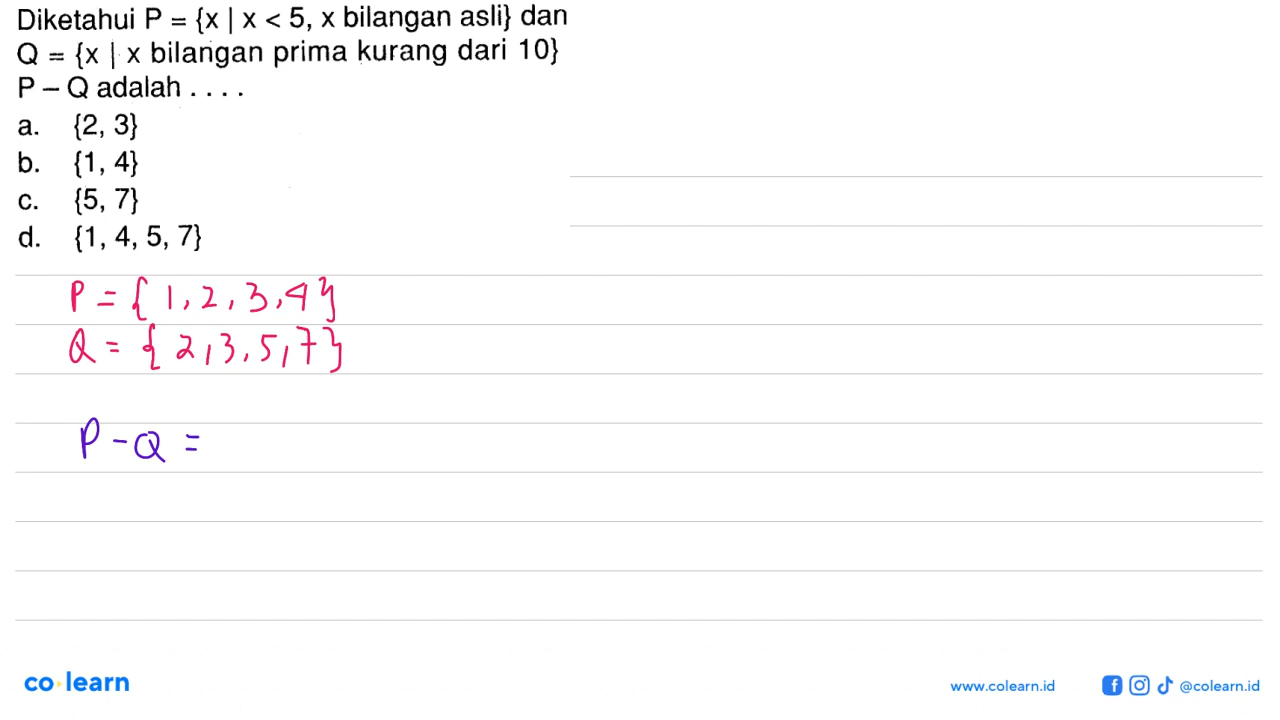 Diketahui P = {x | x < 5, x bilangan asli} dan
Q = {x | x bilangan prima kurang dari 10}
P – Q adalah . . . .
a. {2, 3}
b. {1, 4}
c. {5, 7}
d. {1, 4, 5, 7}
P = { 1, 2, 3, 4 }
Q = { 2, 3, 5, 7 }
P - Q =
co learn
www.colearn.id
@colearn.id